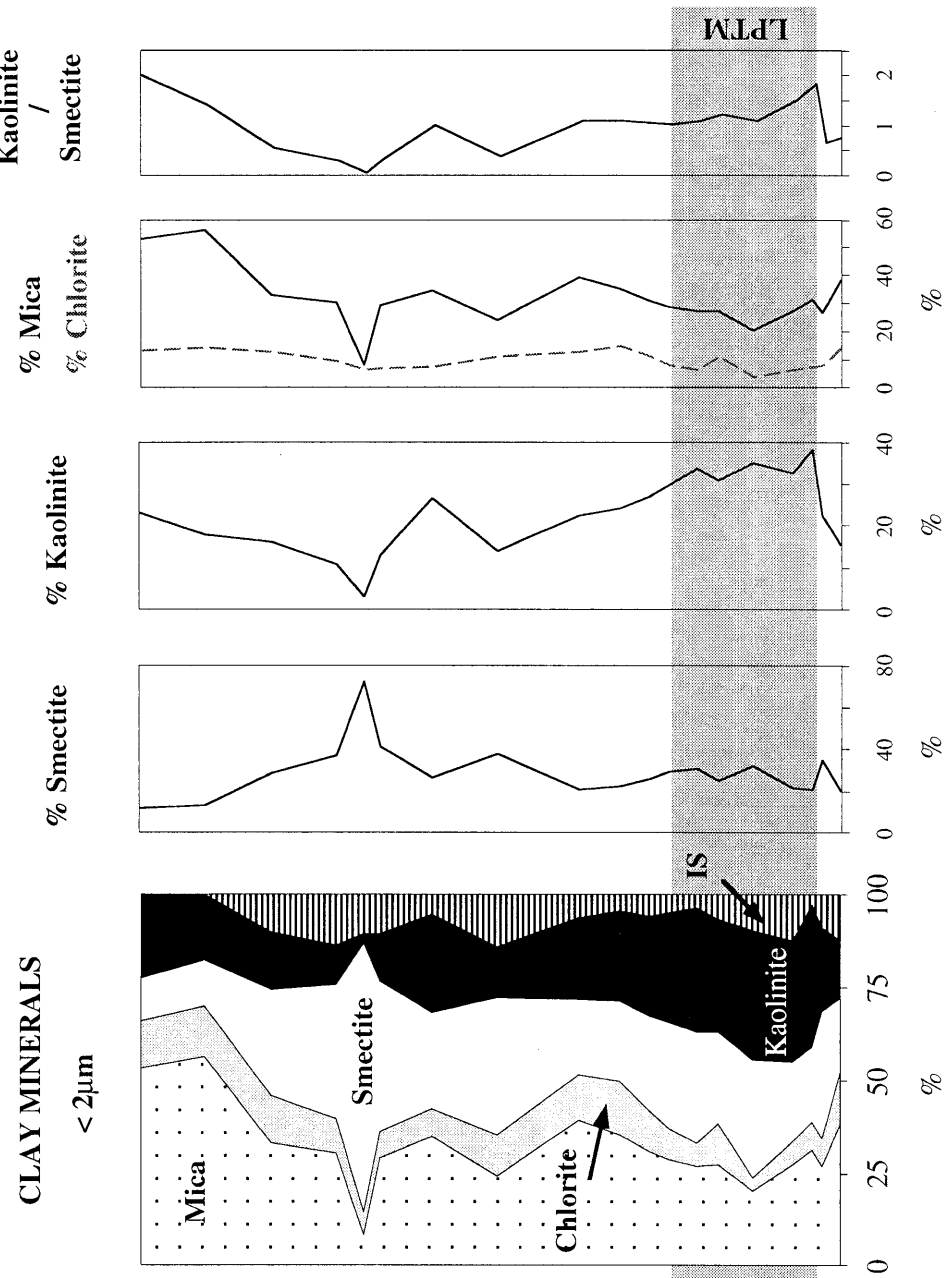 CLAY MINERALS
< 2µm
% Smectite
% Kaolinite
% Mica
% Chlorite
Kaolinite
/
Smectite
Mica
Chlorite
Smectite
Kaolinite
IS
LPTM
0
25
50
75
100
%
0
40
80
%
0
20
40
%
0
20
40
60
%
0
1
2